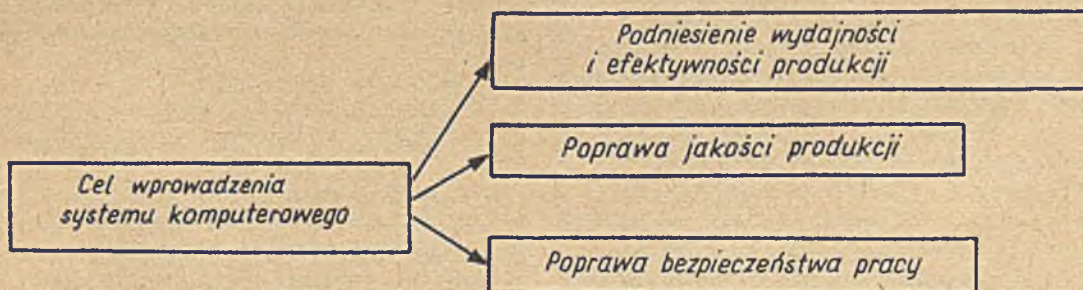 Podniesienie wydajności
i efektywności produkcji
Poprawa jakości produkcji
Cel wprowadzenia
systemu komputerowego
Poprawa bezpieczeństwa pracy